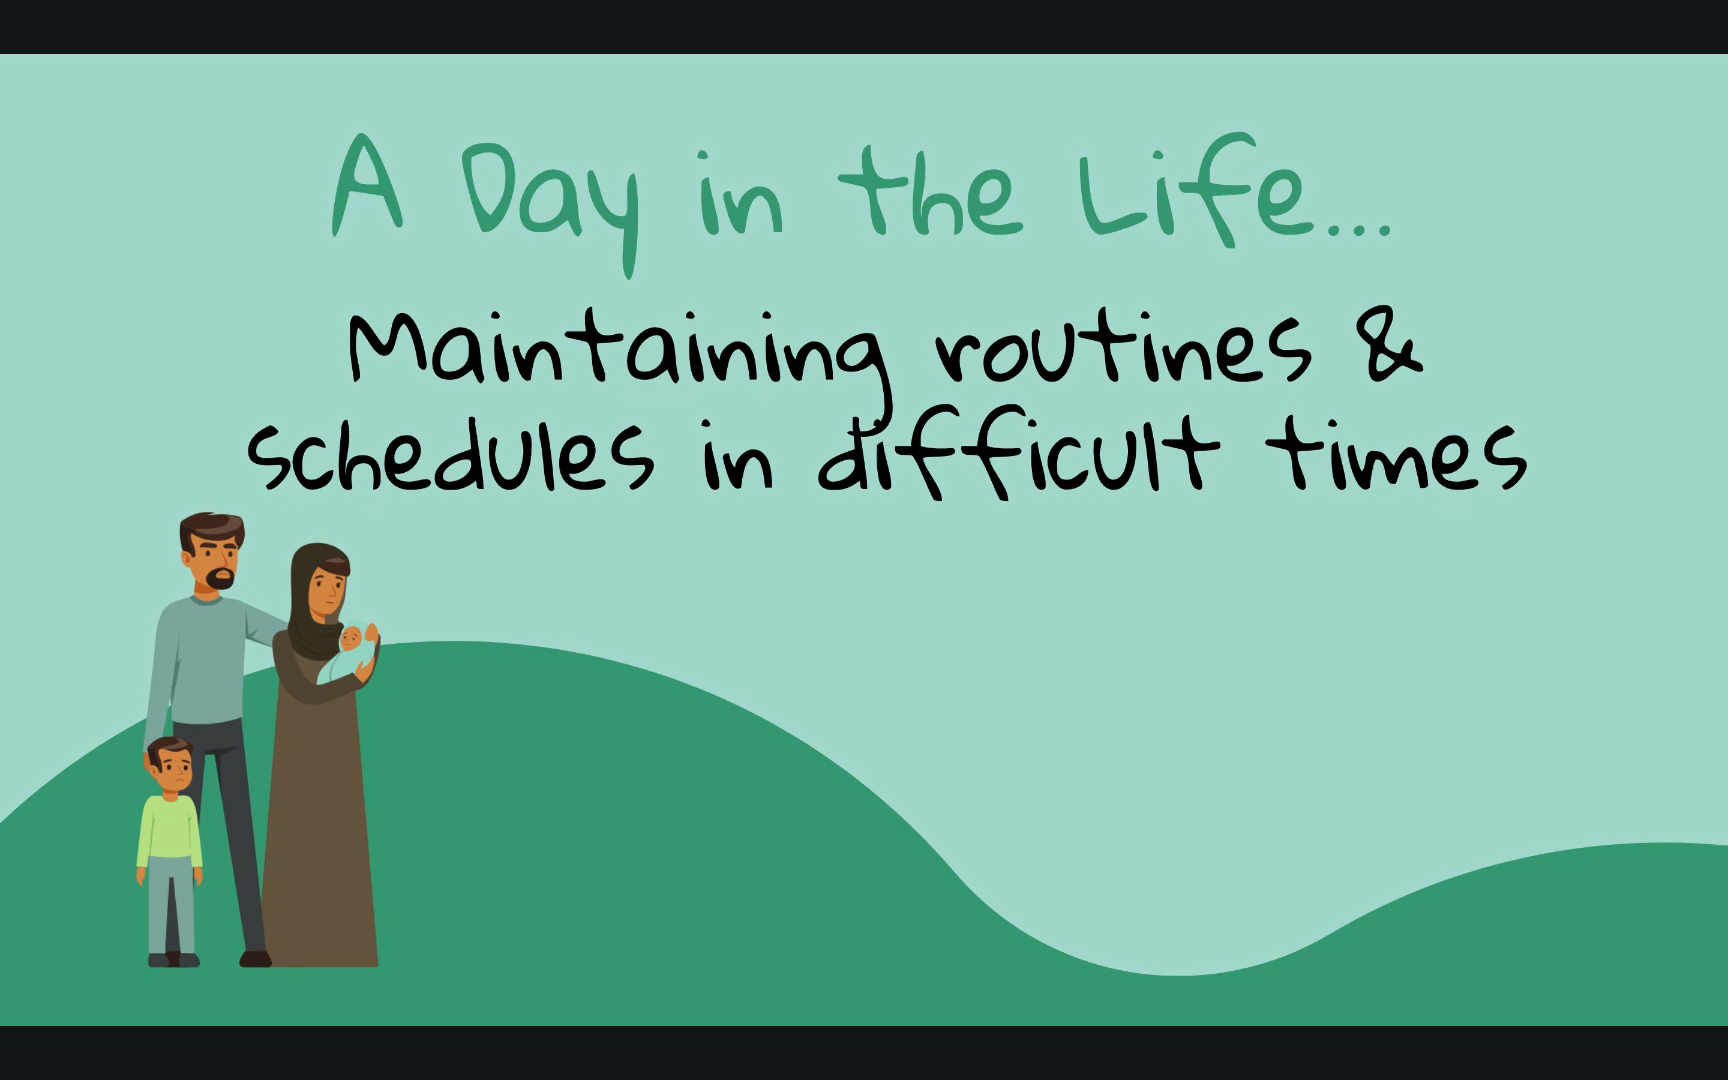 A Day in the Life...
Maintaining routines &
schedules in difficult times